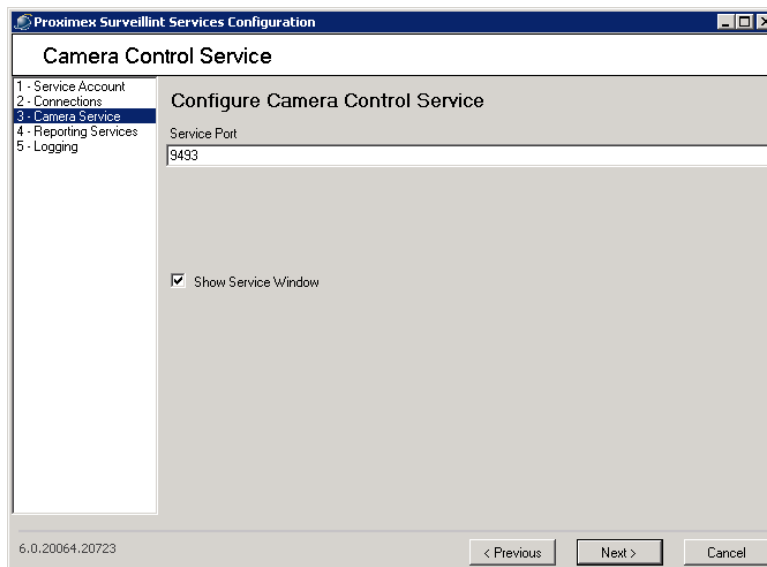 Proximex Surveillint Services Configuration
Camera Control Service
1 - Service Account
2 - Connections
3 - Camera Service
4 - Reporting Services
5 - Logging
Configure Camera Control Service
Service Port
9493
Show Service Window
6.0.20064.20723
< Previous
Next >
Cancel